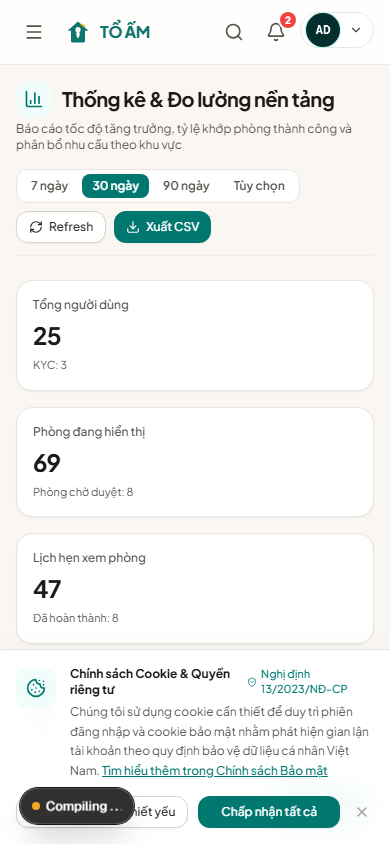 TỔ ẤM
2
AD
Thống kê & Đo lường nền tảng
Báo cáo tốc độ tăng trưởng, tỷ lệ khớp phòng thành công và
phân bổ nhu cầu theo khu vực
7 ngày 30 ngày 90 ngày Tùy chọn
Refresh Xuất CSV
Tổng người dùng
25
KYC: 3
Phòng đang hiển thị
69
Phòng chờ duyệt: 8
Lịch hẹn xem phòng
47
Đã hoàn thành: 8
Chính sách Cookie & Quyền
riêng tư
Nghị định
13/2023/NĐ-CP
Chúng tôi sử dụng cookie cần thiết để duy trì phiên
đăng nhập và cookie bảo mật nhằm phát hiện gian lận
tài khoản theo quy định bảo vệ dữ liệu cá nhân Việt
Nam. Tìm hiểu thêm trong Chính sách Bảo mật
Compiling ... yếu Chấp nhận tất cả